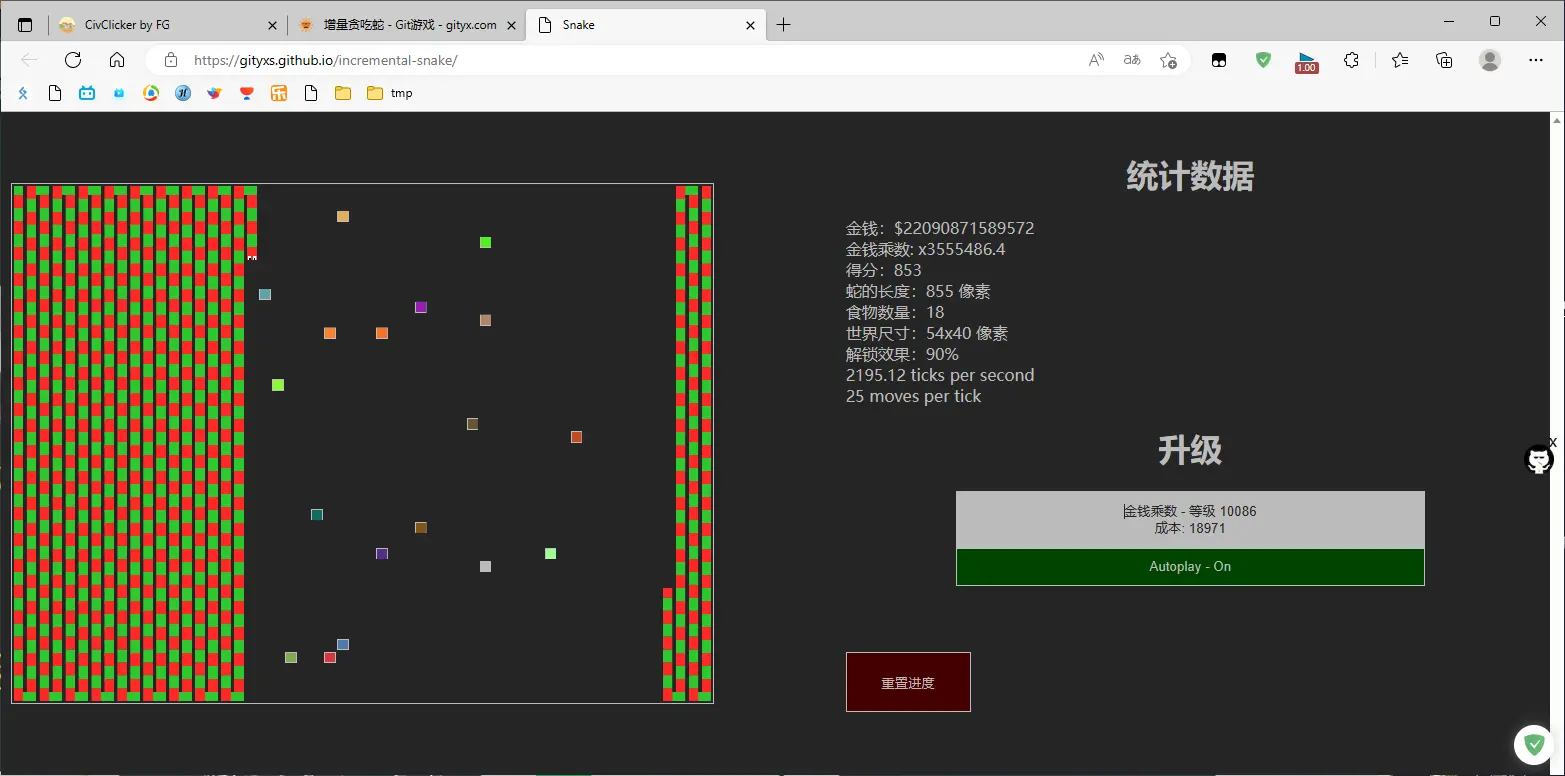 CivClicker by FG
增量贪吃蛇 - Git游戏 - gityx.com
Snake
https://gityxs.github.io/incremental-snake/
1.00
tmp
统计数据
金钱：$22090871589572
金钱乘数: x3555486.4
得分：853
蛇的长度：855 像素
食物数量：18
世界尺寸：54x40 像素
解锁效果：90%
2195.12 ticks per second
25 moves per tick
升级
x
金钱乘数 - 等级 10086
成本: 18971
Autoplay - On
重置进度